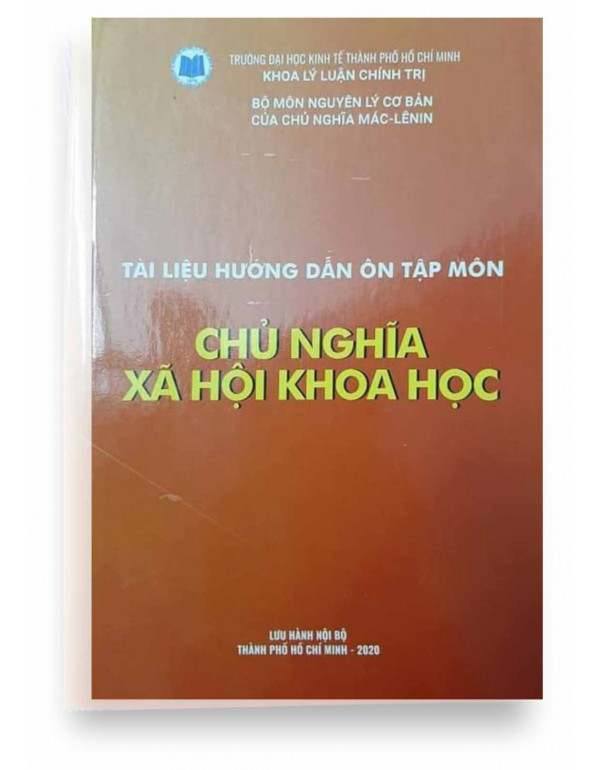 TRƯỜNG ĐẠI HỌC KINH TẾ THÀNH PHỐ HỒ CHÍ MINH
KHOA LÝ LUẬN CHÍNH TRỊ
BỘ MÔN NGUYÊN LÝ CƠ BẢN
CỦA CHỦ NGHĨA MÁC-LÊNIN
TÀI LIỆU HƯỚNG DẪN ÔN TẬP MÔN
CHỦ NGHĨA
XÃ HỘI KHOA HỌC
LƯU HÀNH NỘI BỘ
THÀNH PHỐ HỒ CHÍ MINH - 2020